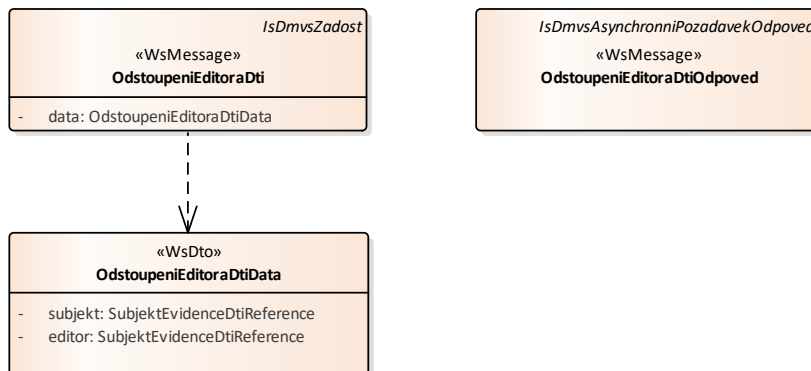 IsDmvsZadost
«WsMessage»
OdstoupeniEditoraDti
- data: OdstoupeniEditoraDtiData
IsDmvsAsynchronniPozadavekOdpoved
«WsMessage»
OdstoupeniEditoraDtiOdpoved
«WsDto»
OdstoupeniEditoraDtiData
- subjekt: SubjektEvidenceDtiReference
- editor: SubjektEvidenceDtiReference